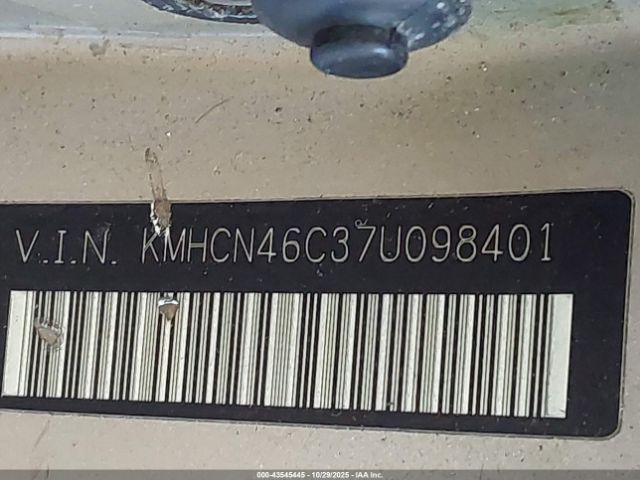 V.I.N. KMHCN46C37U098401
000-43545445 - 10/29/2025 - IAA Inc.